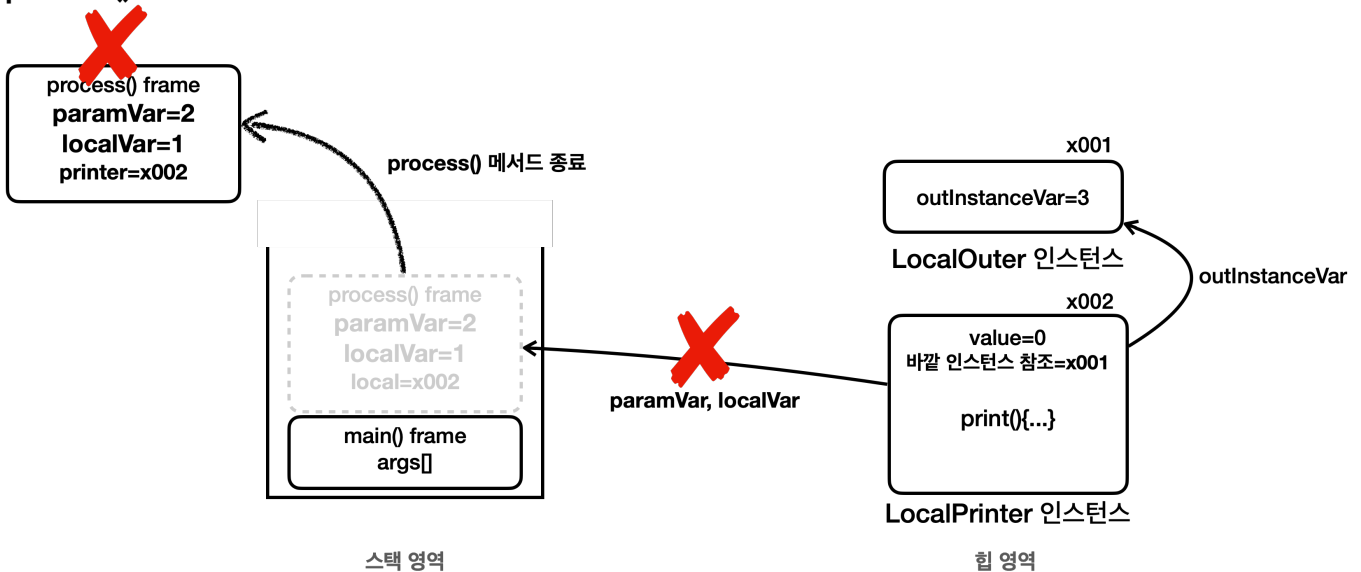 process() frame
paramVar=2
localVar=1
printer=x002
process() 메서드 종료
process() frame
paramVar=2
localVar=1
local=x002
main() frame
args[]
스택 영역
paramVar, localVar
x001
outInstanceVar=3
LocalOuter 인스턴스
outInstanceVar
x002
value=0
바깥 인스턴스 참조=x001
print(){...}
LocalPrinter 인스턴스
힙 영역